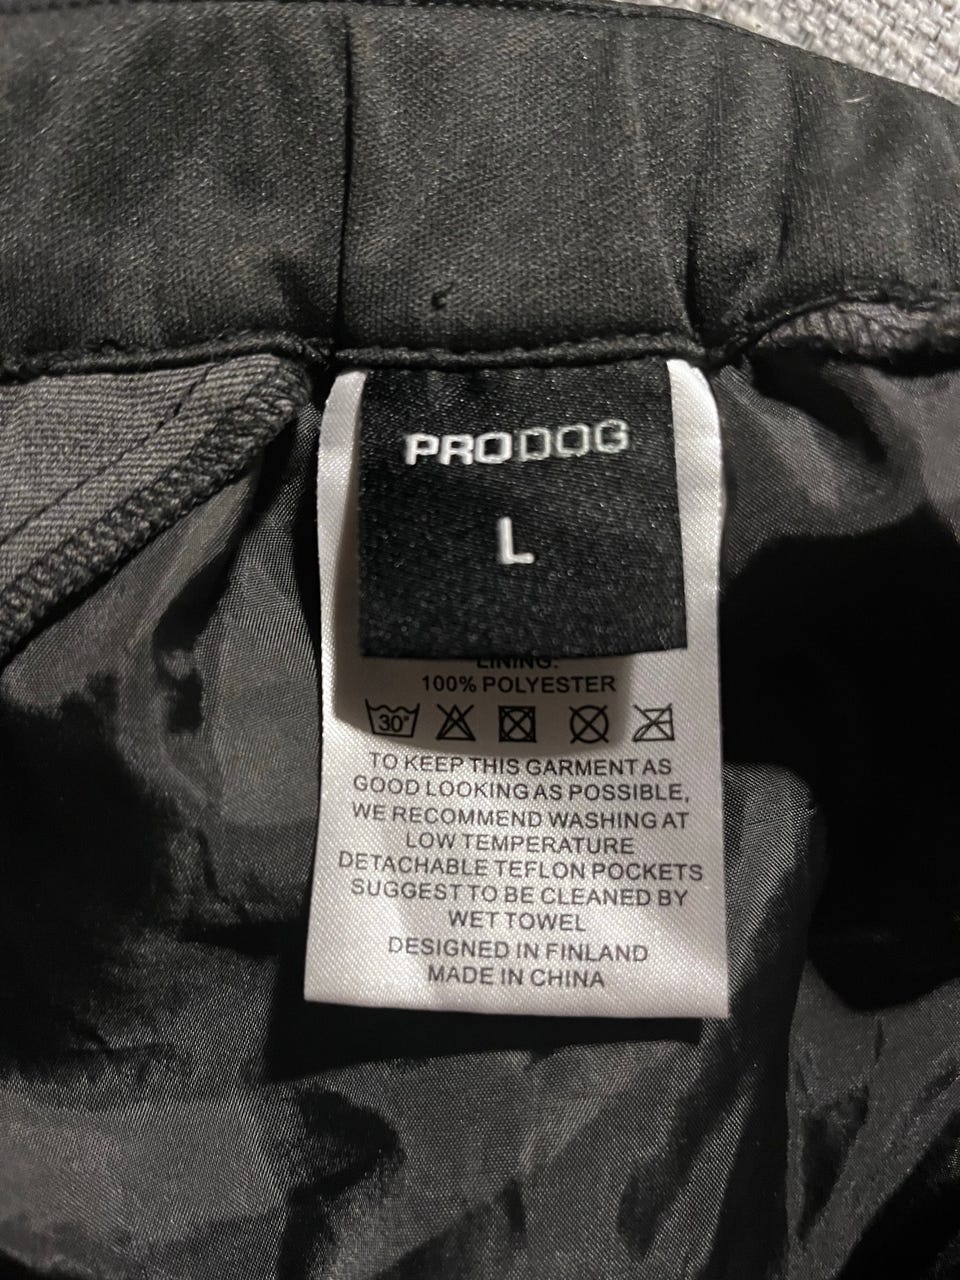 PRODOG
L
LINING:
100% POLYESTER
30°
TO KEEP THIS GARMENT AS
GOOD LOOKING AS POSSIBLE,
WE RECOMMEND WASHING AT
LOW TEMPERATURE
DETACHABLE TEFLON POCKETS
SUGGEST TO BE CLEANED BY
WET TOWEL
DESIGNED IN FINLAND
MADE IN CHINA